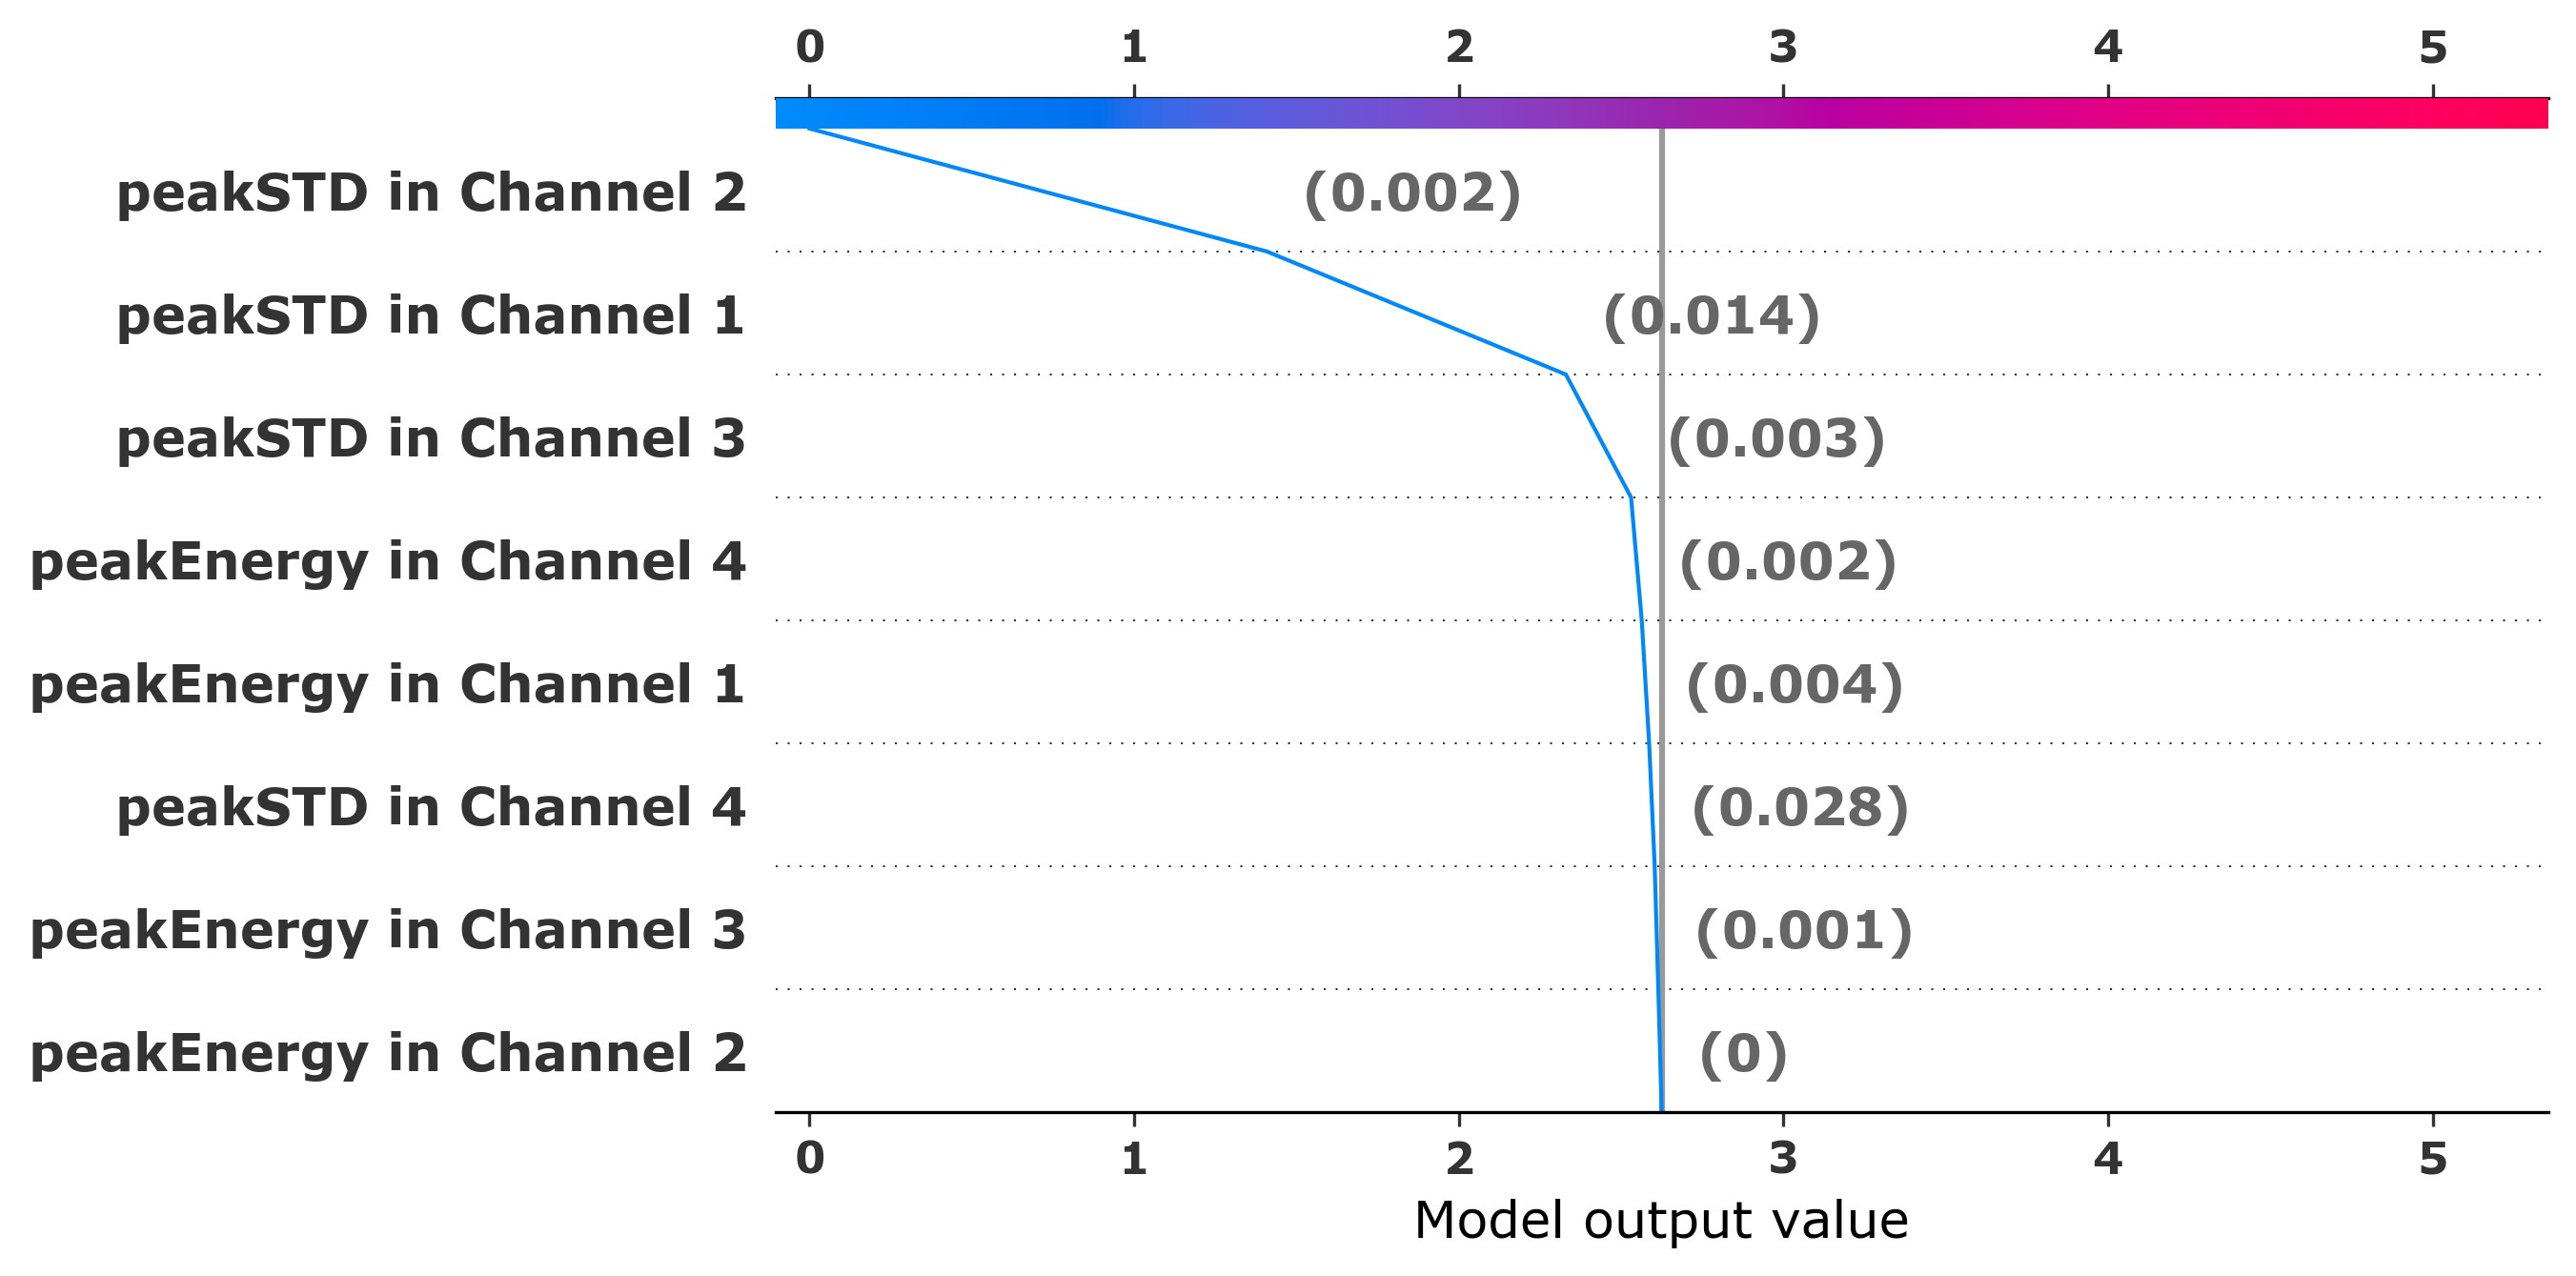 0 1 2 3 4 5
peakSTD in Channel 2 (0.002)
peakSTD in Channel 1 (0.014)
peakSTD in Channel 3 (0.003)
peakEnergy in Channel 4 (0.002)
peakEnergy in Channel 1 (0.004)
peakSTD in Channel 4 (0.028)
peakEnergy in Channel 3 (0.001)
peakEnergy in Channel 2 (0)
0 1 2 3 4 5
Model output value